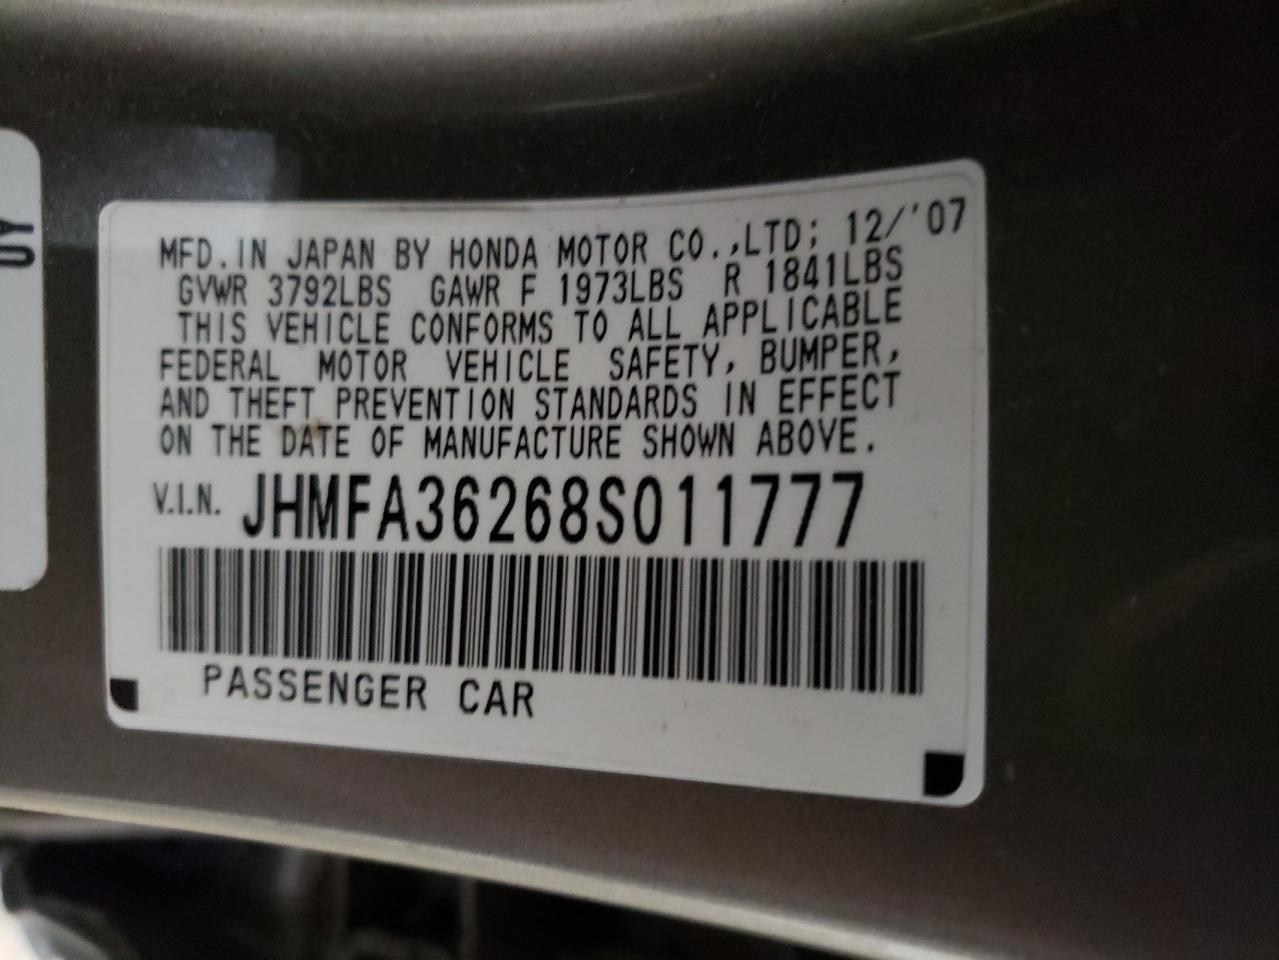 UY
MFD. IN JAPAN BY HONDA MOTOR CO.,LTD; 12/'07
GVWR 3792LBS GAWR F 1973LBS R 1841LBS
THIS VEHICLE CONFORMS TO ALL APPLICABLE
FEDERAL MOTOR VEHICLE SAFETY, BUMPER,
AND THEFT PREVENTION STANDARDS IN EFFECT
ON THE DATE OF MANUFACTURE SHOWN ABOVE.
V.I.N. JHMFA36268S011777
PASSENGER CAR